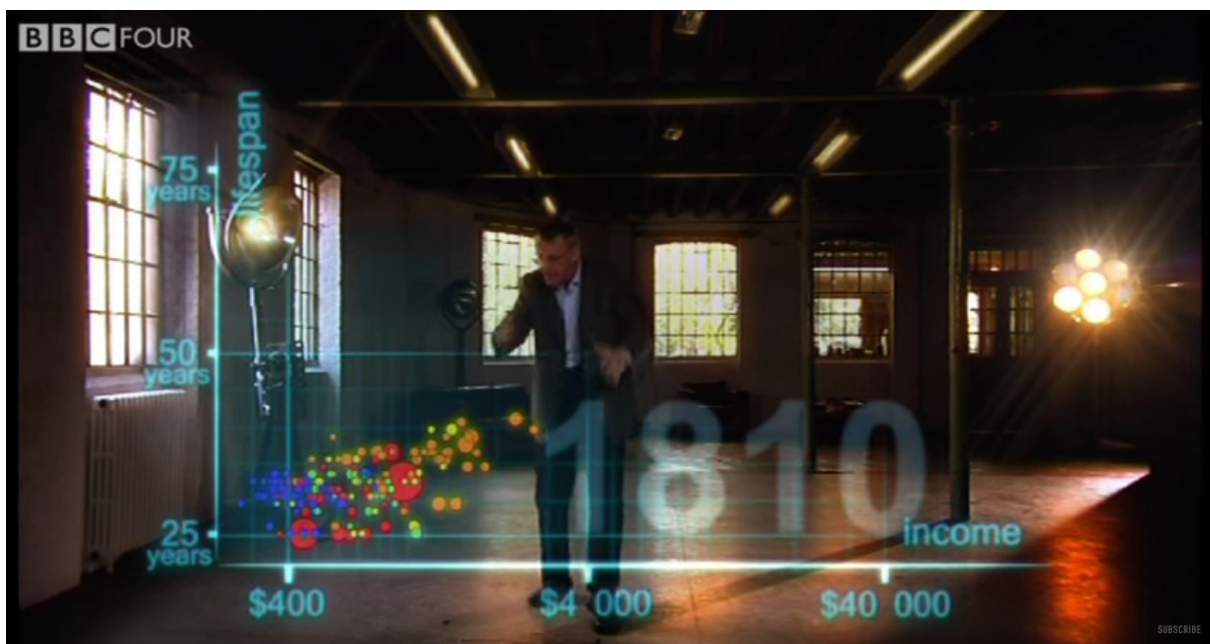 BBC FOUR
lifespan
75
years
50
years
1810
25
years
income
$400
$4 000
$40 000
SUBSCRIBE